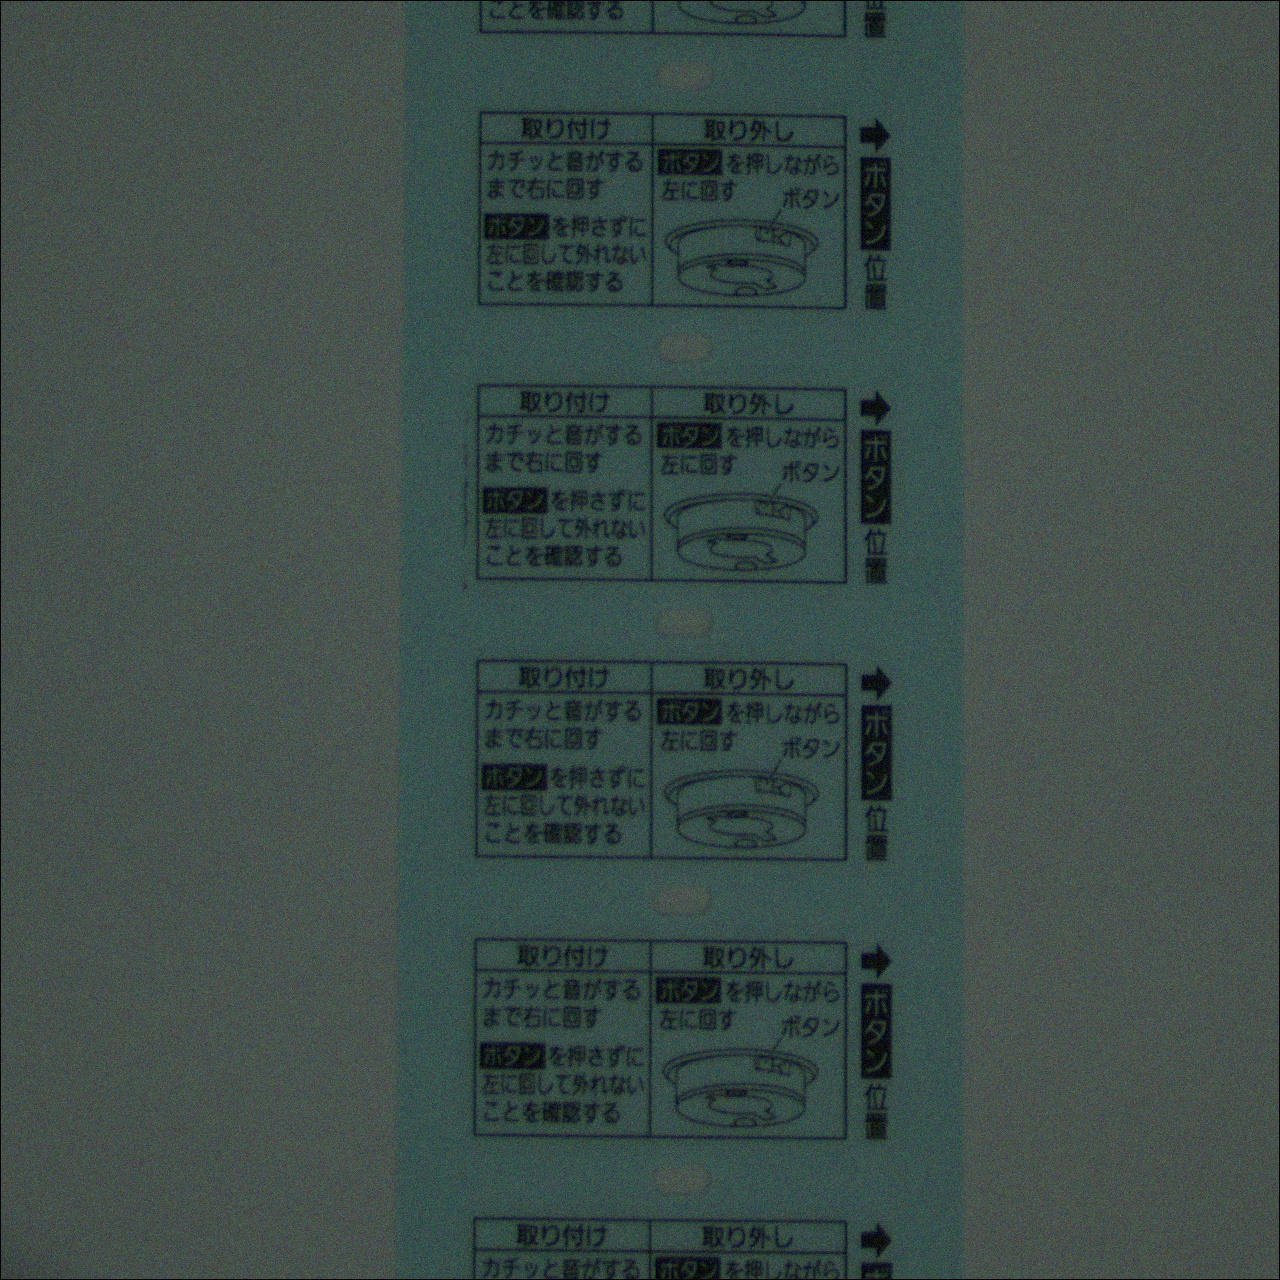 ことを確認する
位置
取り付け
カチッと音がする
まで右に回す
ボタンを押さずに
左に回して外れない
ことを確認する
取り外し
ボタンを押しながら
左に回す
ボタン
➡ボタン位置
取り付け
カチッと音がする
まで右に回す
ボタンを押さずに
左に回して外れない
ことを確認する
取り外し
ボタンを押しながら
左に回す
ボタン
➡ボタン位置
取り付け
カチッと音がする
まで右に回す
ボタンを押さずに
左に回して外れない
ことを確認する
取り外し
ボタンを押しながら
左に回す
ボタン
➡ボタン位置
取り付け
カチッと音がする
まで右に回す
ボタンを押さずに
左に回して外れない
ことを確認する
取り外し
ボタンを押しながら
左に回す
ボタン
➡ボタン位置
取り付け
カチッと音がする
取り外し
ボタンを押しながら
➡ボ